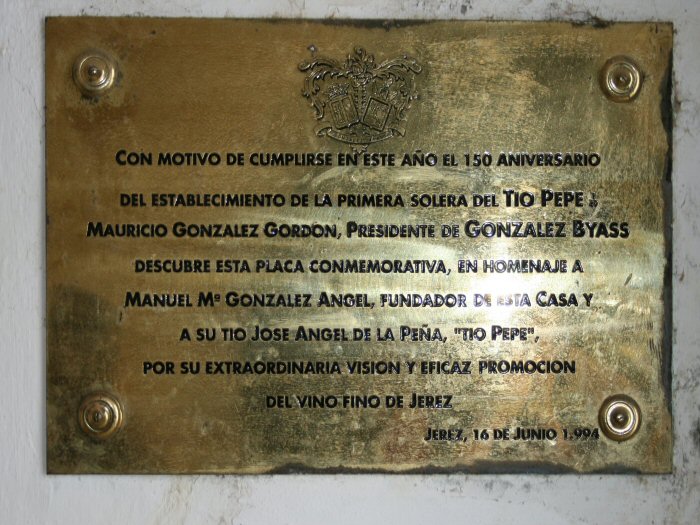 CON MOTIVO DE CUMPLIRSE EN ESTE AÑO EL 150 ANIVERSARIO
DEL ESTABLECIMIENTO DE LA PRIMERA SOLERA DEL TIO PEPE
MAURICIO GONZALEZ GORDON, PRESIDENTE DE GONZALEZ BYASS
DESCUBRE ESTA PLACA CONMEMORATIVA, EN HOMENAJE A
MANUEL Mª GONZALEZ ANGEL, FUNDADOR DE ESTA CASA Y
A SU TIO JOSE ANGEL DE LA PEÑA, "TIO PEPE",
POR SU EXTRAORDINARIA VISION Y EFICAZ PROMOCION
DEL VINO FINO DE JEREZ
JEREZ, 16 DE JUNIO 1.994